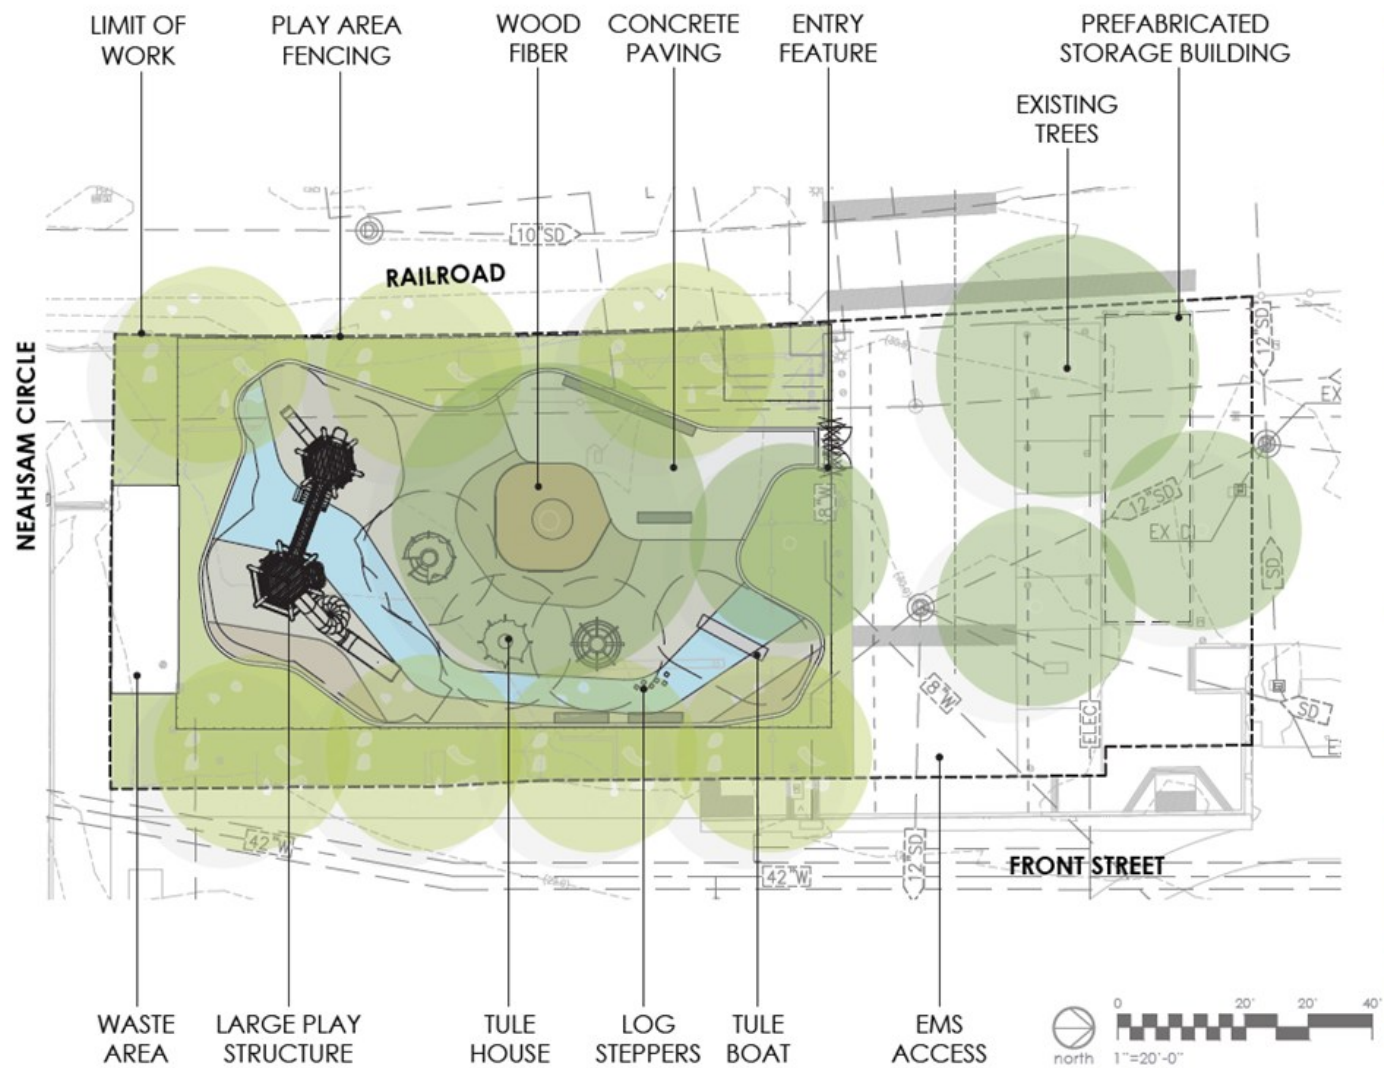 LIMIT OF
WORK
PLAY AREA
FENCING
WOOD
FIBER
CONCRETE
PAVING
ENTRY
FEATURE
PREFABRICATED
STORAGE BUILDING
EXISTING
TREES
10"SD
RAILROAD
NEAHSAM CIRCLE
12"SD
EX
8"W
12"SD
EX DI
SD
8"W
ELEC
SD
E
42"W
42"W
12"SD
FRONT STREET
WASTE
AREA
LARGE PLAY
STRUCTURE
TULE
HOUSE
LOG
STEPPERS
TULE
BOAT
EMS
ACCESS
north
0 20' 20' 40'
1"=20'-0"